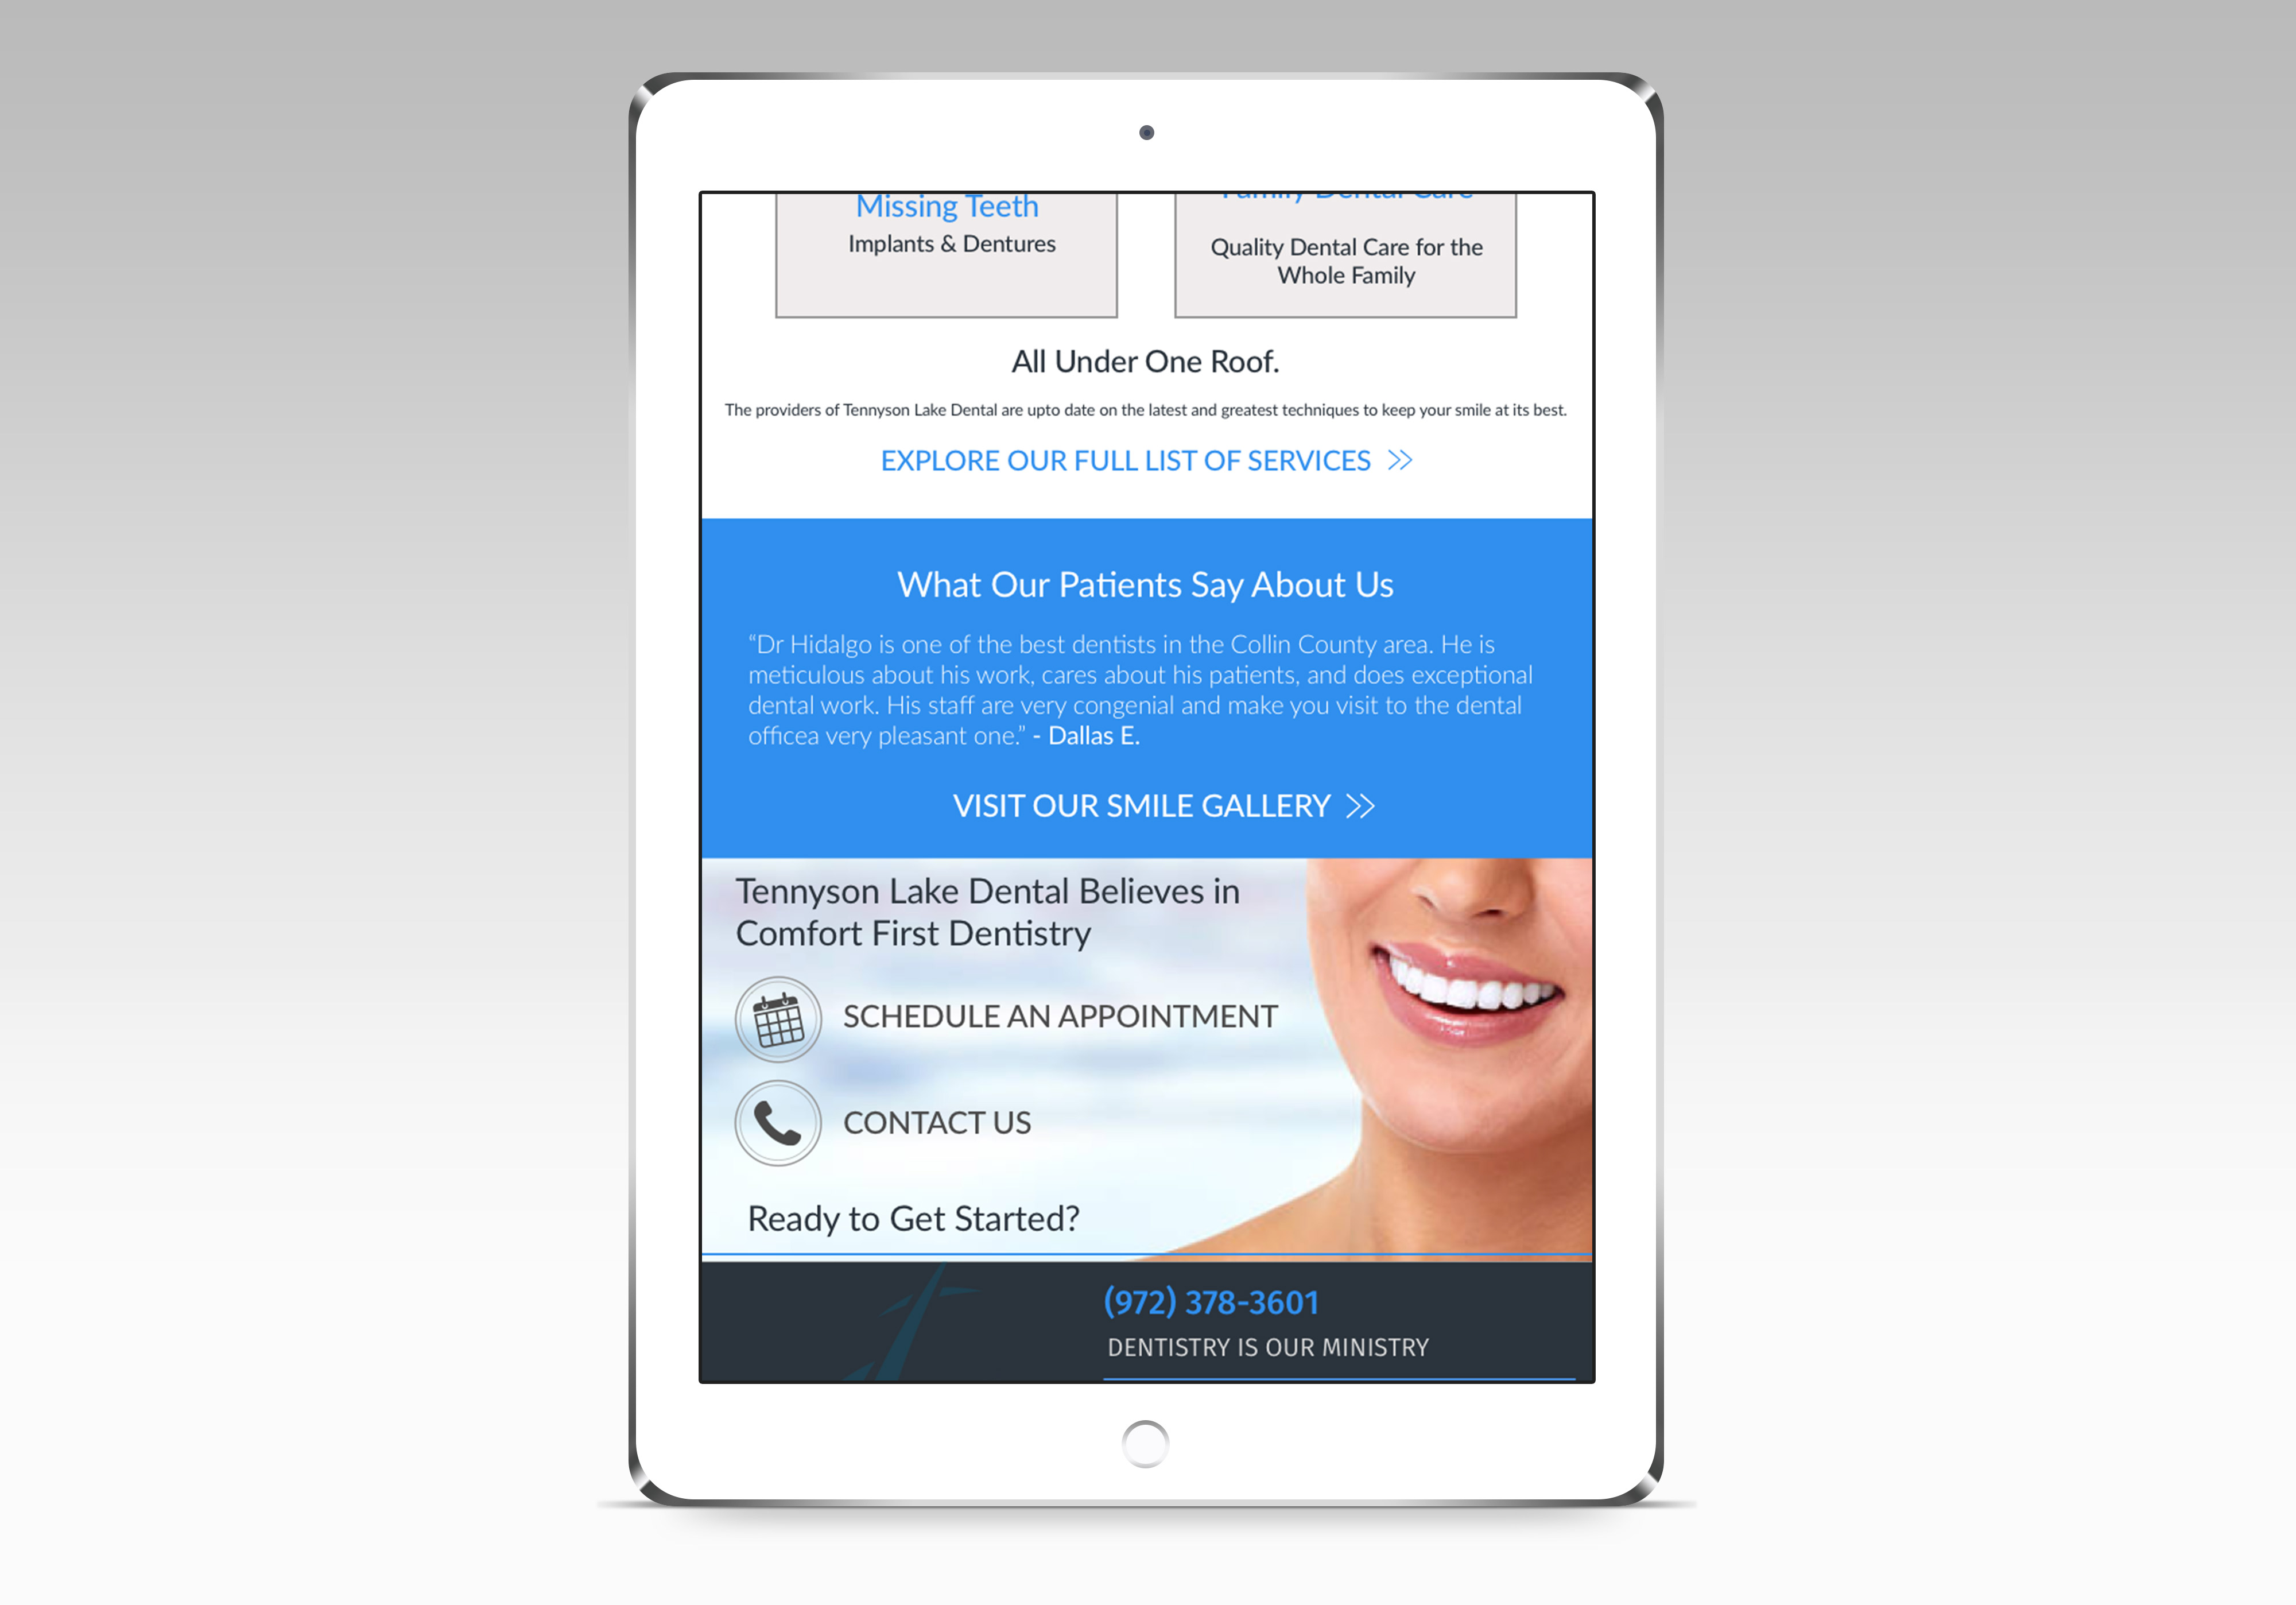 Missing Teeth
Implants & Dentures
Family Dental Care
Quality Dental Care for the
Whole Family
All Under One Roof.
The providers of Tennyson Lake Dental are upto date on the latest and greatest techniques to keep your smile at its best.
EXPLORE OUR FULL LIST OF SERVICES
What Our Patients Say About Us
“Dr Hidalgo is one of the best dentists in the Collin County area. He is
meticulous about his work, cares about his patients, and does exceptional
dental work. His staff are very congenial and make you visit to the dental
officea very pleasant one.” - Dallas E.
VISIT OUR SMILE GALLERY
Tennyson Lake Dental Believes in
Comfort First Dentistry
SCHEDULE AN APPOINTMENT
CONTACT US
Ready to Get Started?
(972) 378-3601
DENTISTRY IS OUR MINISTRY